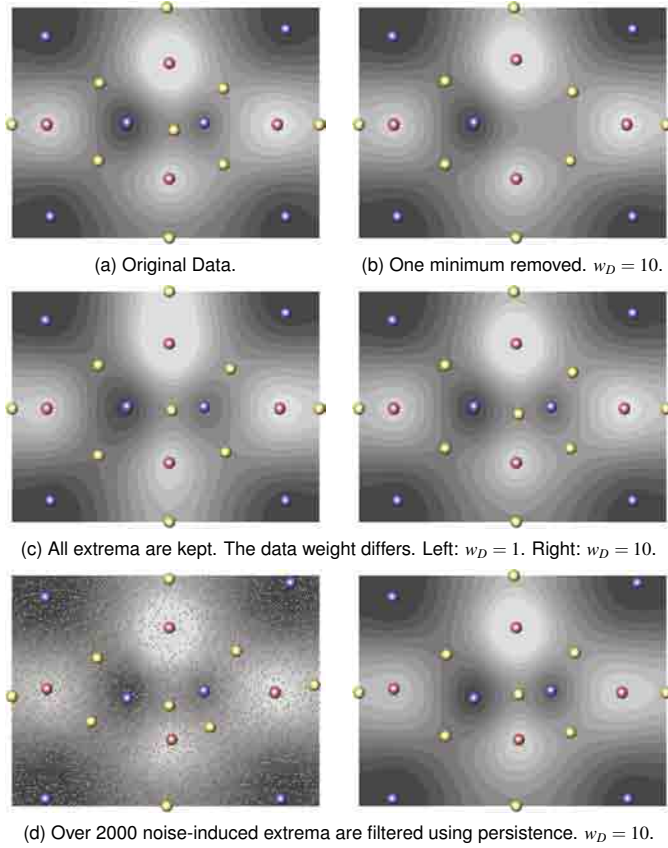 (a) Original Data.
(b) One minimum removed. w_D = 10.
(c) All extrema are kept. The data weight differs. Left: w_D = 1. Right: w_D = 10.
(d) Over 2000 noise-induced extrema are filtered using persistence. w_D = 10.